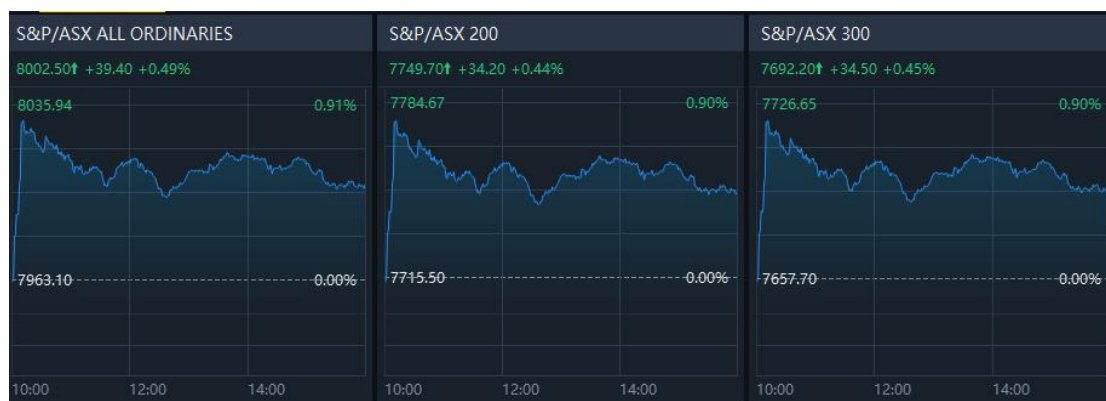 S&P/ASX ALL ORDINARIES
8002.50⬆ +39.40 +0.49%
8035.94 0.91%
7963.10 0.00%
10:00 12:00 14:00
S&P/ASX 200
7749.70⬆ +34.20 +0.44%
7784.67 0.90%
7715.50 0.00%
10:00 12:00 14:00
S&P/ASX 300
7692.20⬆ +34.50 +0.45%
7726.65 0.90%
7657.70 0.00%
10:00 12:00 14:00